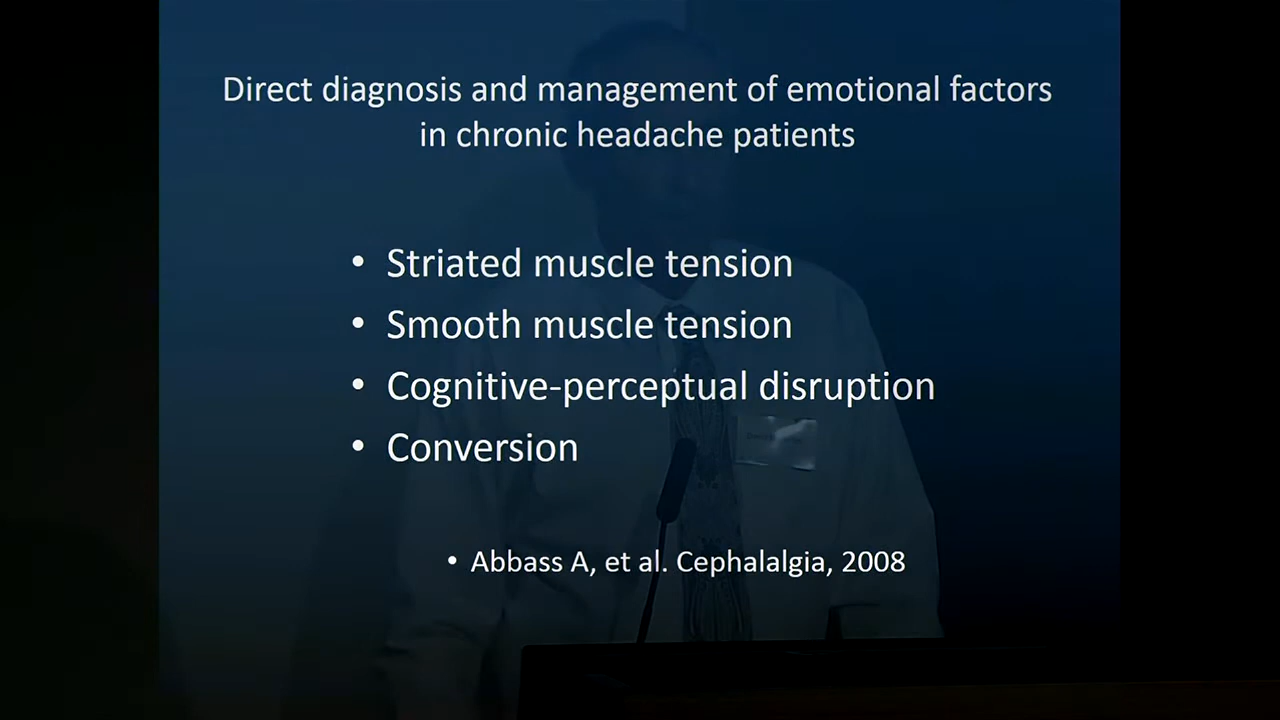 Direct diagnosis and management of emotional factors
in chronic headache patients
• Striated muscle tension
• Smooth muscle tension
• Cognitive-perceptual disruption
• Conversion
• Abbass A, et al. Cephalalgia, 2008